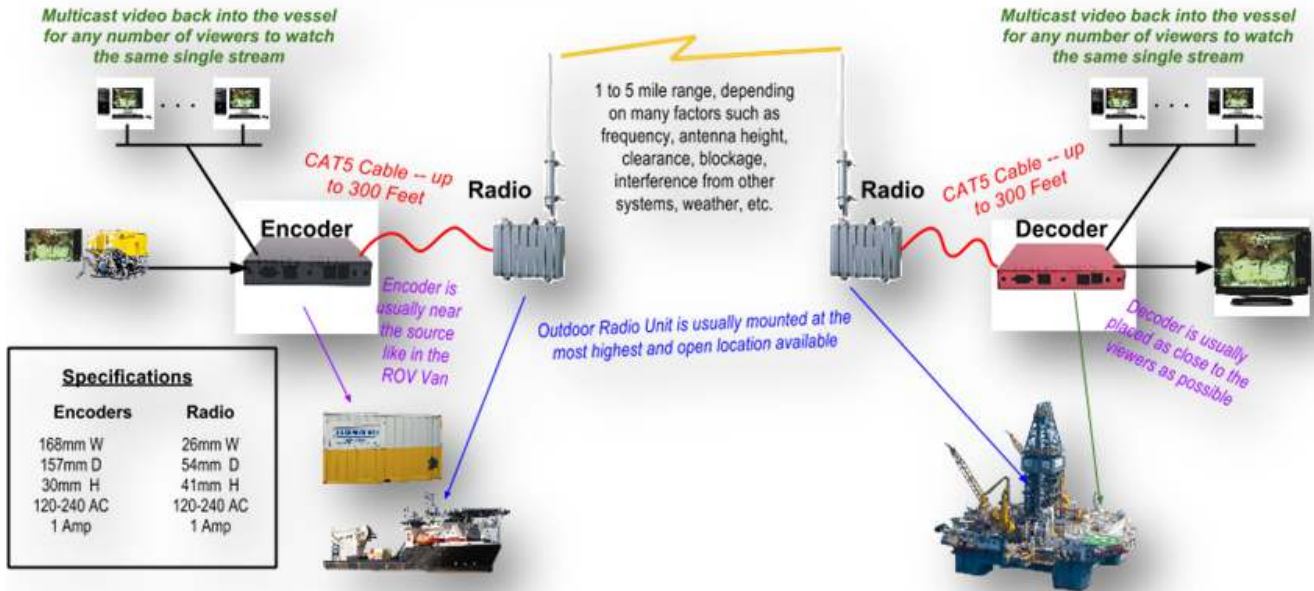 Multicast video back into the vessel
for any number of viewers to watch
the same single stream
Multicast video back into the vessel
for any number of viewers to watch
the same single stream
. . .
. . .
1 to 5 mile range, depending
on many factors such as
frequency, antenna height,
clearance, blockage,
interference from other
systems, weather, etc.
CAT5 Cable -- up
to 300 Feet
Radio
Radio
CAT5 Cable -- up
to 300 Feet
Encoder
Decoder
Encoder is
usually near
the source
like in the
ROV Van
Outdoor Radio Unit is usually mounted at the
most highest and open location available
Decoder is usually
placed as close to the
viewers as possible
Specifications
Encoders Radio
168mm W 26mm W
157mm D 54mm D
30mm H 41mm H
120-240 AC 120-240 AC
1 Amp 1 Amp